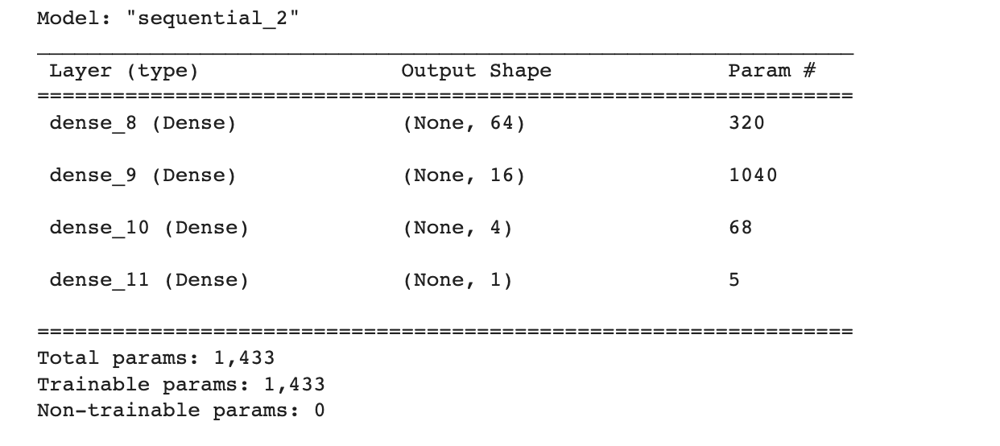 Model: "sequential_2"
_________________________________________________________________
Layer (type) Output Shape Param #
=================================================================
dense_8 (Dense) (None, 64) 320
dense_9 (Dense) (None, 16) 1040
dense_10 (Dense) (None, 4) 68
dense_11 (Dense) (None, 1) 5
=================================================================
Total params: 1,433
Trainable params: 1,433
Non-trainable params: 0